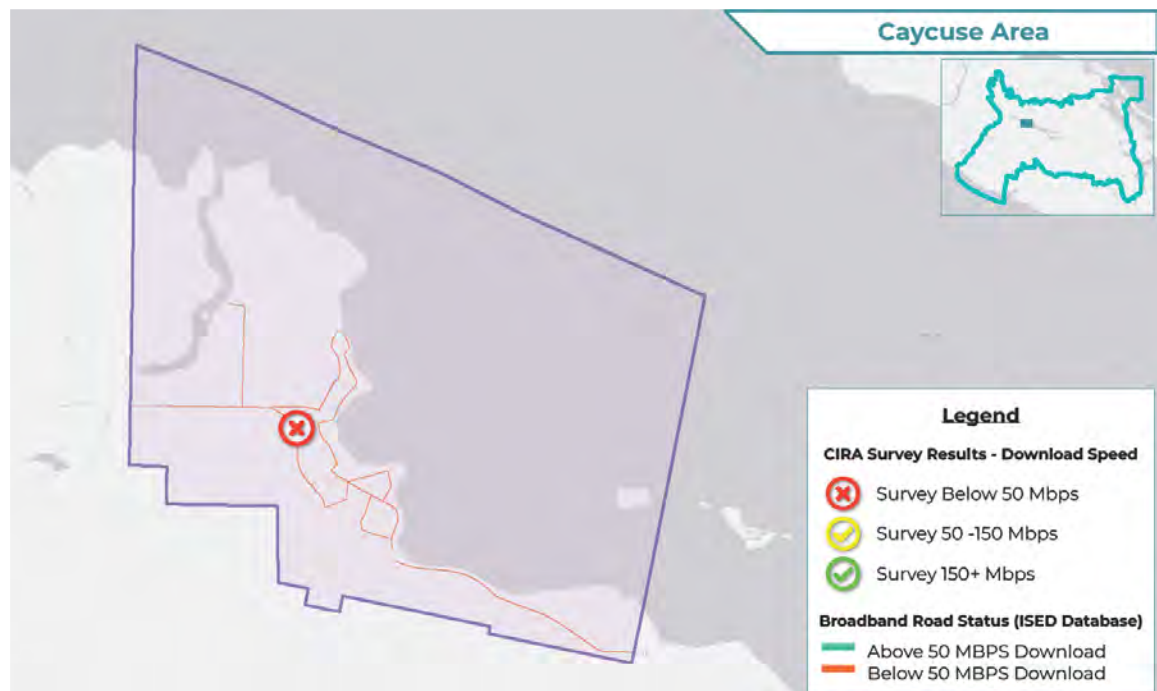 Caycuse Area
Legend
CIRA Survey Results - Download Speed
Survey Below 50 Mbps
Survey 50 -150 Mbps
Survey 150+ Mbps
Broadband Road Status (ISED Database)
Above 50 MBPS Download
Below 50 MBPS Download